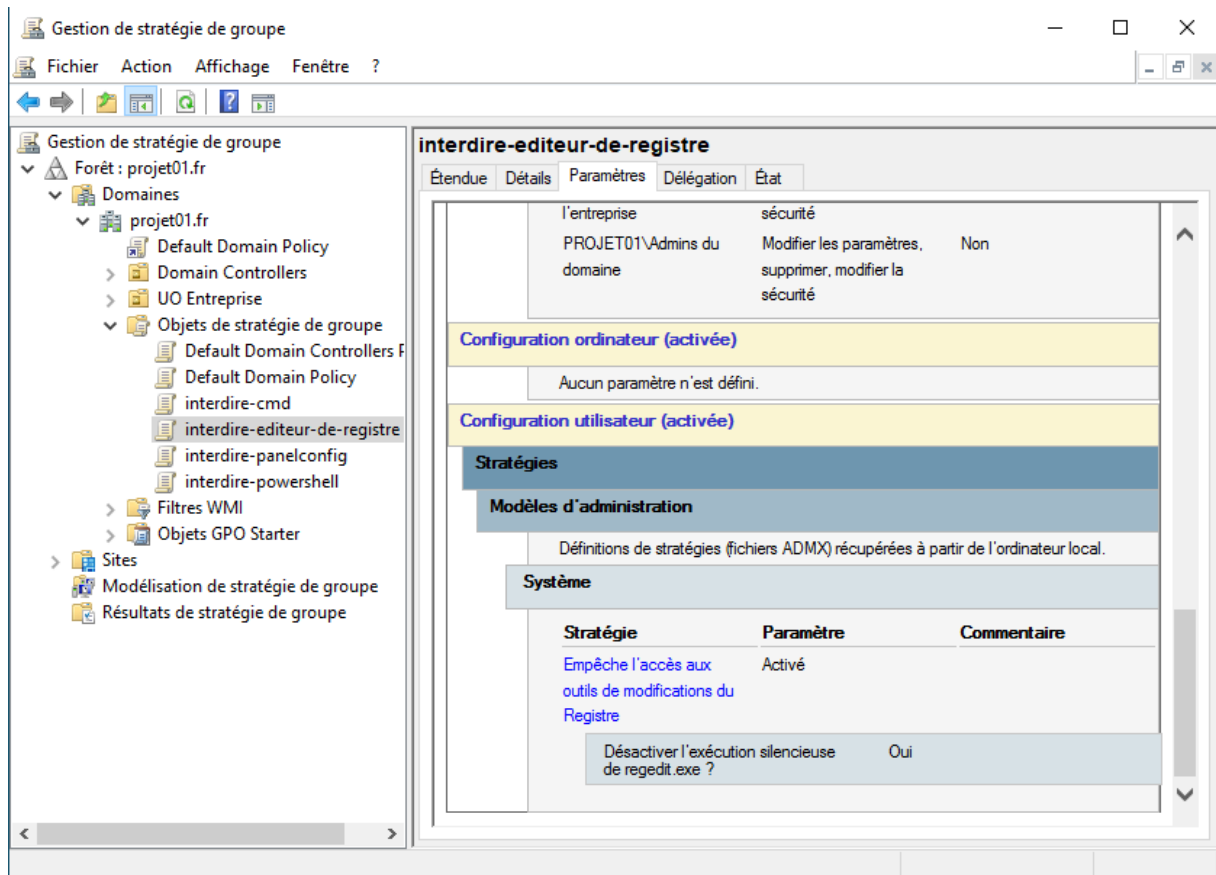 Gestion de stratégie de groupe
Fichier Action Affichage Fenêtre ?
Gestion de stratégie de groupe
Forêt : projet01.fr
Domaines
projet01.fr
Default Domain Policy
Domain Controllers
UO Entreprise
Objets de stratégie de groupe
Default Domain Controllers P
Default Domain Policy
interdire-cmd
interdire-editeur-de-registre
interdire-panelconfig
interdire-powershell
Filtres WMI
Objets GPO Starter
Sites
Modélisation de stratégie de groupe
Résultats de stratégie de groupe
interdire-editeur-de-registre
Étendue Détails Paramètres Délégation État
l'entreprise sécurité
PROJET01\Admins du Modifier les paramètres, Non
domaine supprimer, modifier la
sécurité
Configuration ordinateur (activée)
Aucun paramètre n'est défini.
Configuration utilisateur (activée)
Stratégies
Modèles d'administration
Définitions de stratégies (fichiers ADMX) récupérées à partir de l'ordinateur local.
Système
Stratégie Paramètre Commentaire
Empêche l'accès aux Activé
outils de modifications du
Registre
Désactiver l'exécution silencieuse Oui
de regedit.exe ?